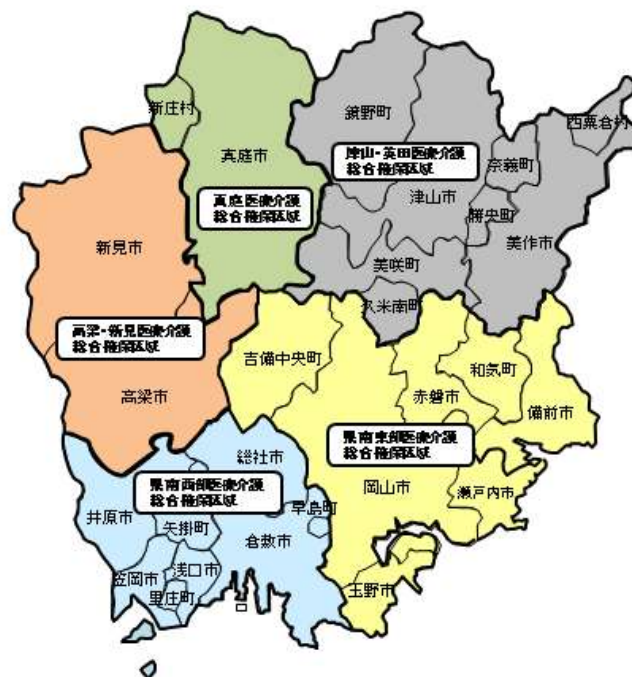 新庄村
真庭市
鏡野町
西粟倉村
奈義町
津山・英田医療介護
総合確保区域
津山市
勝央町
美作市
真庭医療介護
総合確保区域
新見市
美咲町
久米南町
高梁・新見医療介護
総合確保区域
吉備中央町
和気町
高梁市
赤磐市
備前市
県南東部医療介護
総合確保区域
総社市
県南西部医療介護
総合確保区域
岡山市
瀬戸内市
井原市
早島町
矢掛町
倉敷市
笠岡市
浅口市
里庄町
玉野市